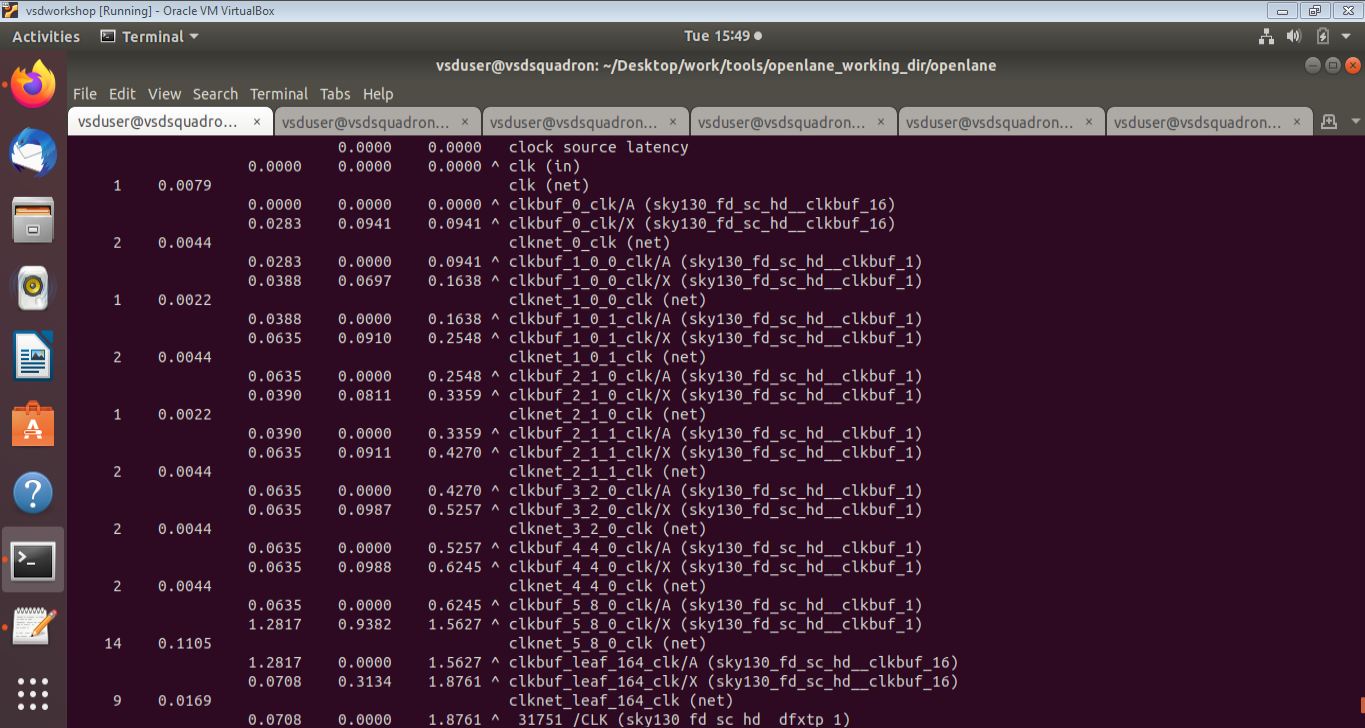 vsdworkshop [Running] - Oracle VM VirtualBox
Activities Terminal Tue 15:49
vsduser@vsdsquadron: ~/Desktop/work/tools/openlane_working_dir/openlane
File Edit View Search Terminal Tabs Help
vsduser@vsdsquadro... × vsduser@vsdsquadron... × vsduser@vsdsquadron... × vsduser@vsdsquadron... × vsduser@vsdsquadron... × vsduser@vsdsquadron... ×
0.0000 0.0000 clock source latency
0.0000 0.0000 0.0000 ^ clk (in)
1 0.0079 clk (net)
0.0000 0.0000 0.0000 ^ clkbuf_0_clk/A (sky130_fd_sc_hd__clkbuf_16)
0.0283 0.0941 0.0941 ^ clkbuf_0_clk/X (sky130_fd_sc_hd__clkbuf_16)
2 0.0044 clknet_0_clk (net)
0.0283 0.0000 0.0941 ^ clkbuf_1_0_0_clk/A (sky130_fd_sc_hd__clkbuf_1)
0.0388 0.0697 0.1638 ^ clkbuf_1_0_0_clk/X (sky130_fd_sc_hd__clkbuf_1)
1 0.0022 clknet_1_0_0_clk (net)
0.0388 0.0000 0.1638 ^ clkbuf_1_0_1_clk/A (sky130_fd_sc_hd__clkbuf_1)
0.0635 0.0910 0.2548 ^ clkbuf_1_0_1_clk/X (sky130_fd_sc_hd__clkbuf_1)
2 0.0044 clknet_1_0_1_clk (net)
0.0635 0.0000 0.2548 ^ clkbuf_2_1_0_clk/A (sky130_fd_sc_hd__clkbuf_1)
0.0390 0.0811 0.3359 ^ clkbuf_2_1_0_clk/X (sky130_fd_sc_hd__clkbuf_1)
1 0.0022 clknet_2_1_0_clk (net)
0.0390 0.0000 0.3359 ^ clkbuf_2_1_1_clk/A (sky130_fd_sc_hd__clkbuf_1)
0.0635 0.0911 0.4270 ^ clkbuf_2_1_1_clk/X (sky130_fd_sc_hd__clkbuf_1)
2 0.0044 clknet_2_1_1_clk (net)
0.0635 0.0000 0.4270 ^ clkbuf_3_2_0_clk/A (sky130_fd_sc_hd__clkbuf_1)
0.0635 0.0987 0.5257 ^ clkbuf_3_2_0_clk/X (sky130_fd_sc_hd__clkbuf_1)
2 0.0044 clknet_3_2_0_clk (net)
0.0635 0.0000 0.5257 ^ clkbuf_4_4_0_clk/A (sky130_fd_sc_hd__clkbuf_1)
0.0635 0.0988 0.6245 ^ clkbuf_4_4_0_clk/X (sky130_fd_sc_hd__clkbuf_1)
2 0.0044 clknet_4_4_0_clk (net)
0.0635 0.0000 0.6245 ^ clkbuf_5_8_0_clk/A (sky130_fd_sc_hd__clkbuf_1)
1.2817 0.9382 1.5627 ^ clkbuf_5_8_0_clk/X (sky130_fd_sc_hd__clkbuf_1)
14 0.1105 clknet_5_8_0_clk (net)
1.2817 0.0000 1.5627 ^ clkbuf_leaf_164_clk/A (sky130_fd_sc_hd__clkbuf_16)
0.0708 0.3134 1.8761 ^ clkbuf_leaf_164_clk/X (sky130_fd_sc_hd__clkbuf_16)
9 0.0169 clknet_leaf_164_clk (net)
0.0708 0.0000 1.8761 ^ _31751_/CLK (sky130_fd_sc_hd__dfxtp_1)